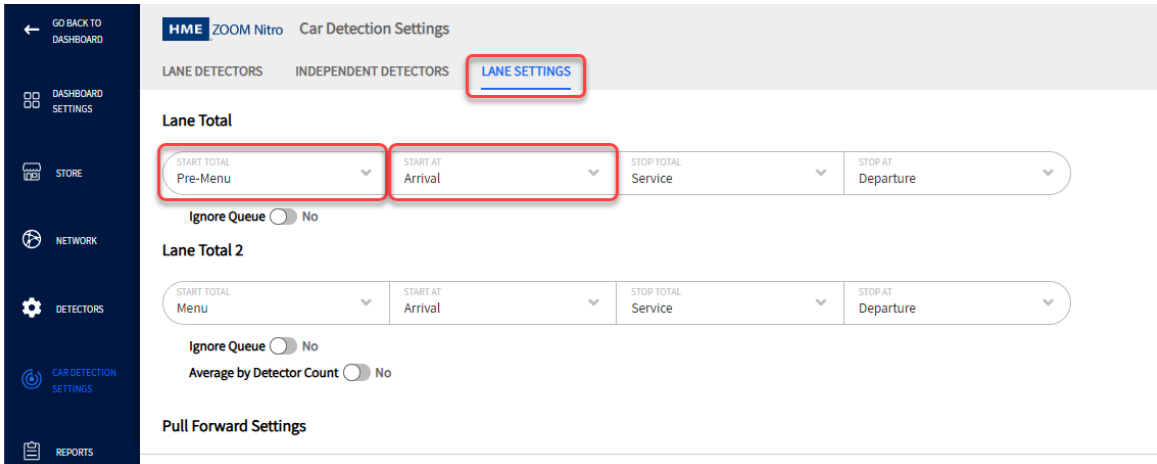 GO BACK TO
DASHBOARD
DASHBOARD
SETTINGS
STORE
NETWORK
DETECTORS
CAR DETECTION
SETTINGS
REPORTS
HME ZOOM Nitro Car Detection Settings
LANE DETECTORS INDEPENDENT DETECTORS LANE SETTINGS
Lane Total
START TOTAL START AT STOP TOTAL STOP AT
Pre-Menu Arrival Service Departure
Ignore Queue No
Lane Total 2
START TOTAL START AT STOP TOTAL STOP AT
Menu Arrival Service Departure
Ignore Queue No
Average by Detector Count No
Pull Forward Settings